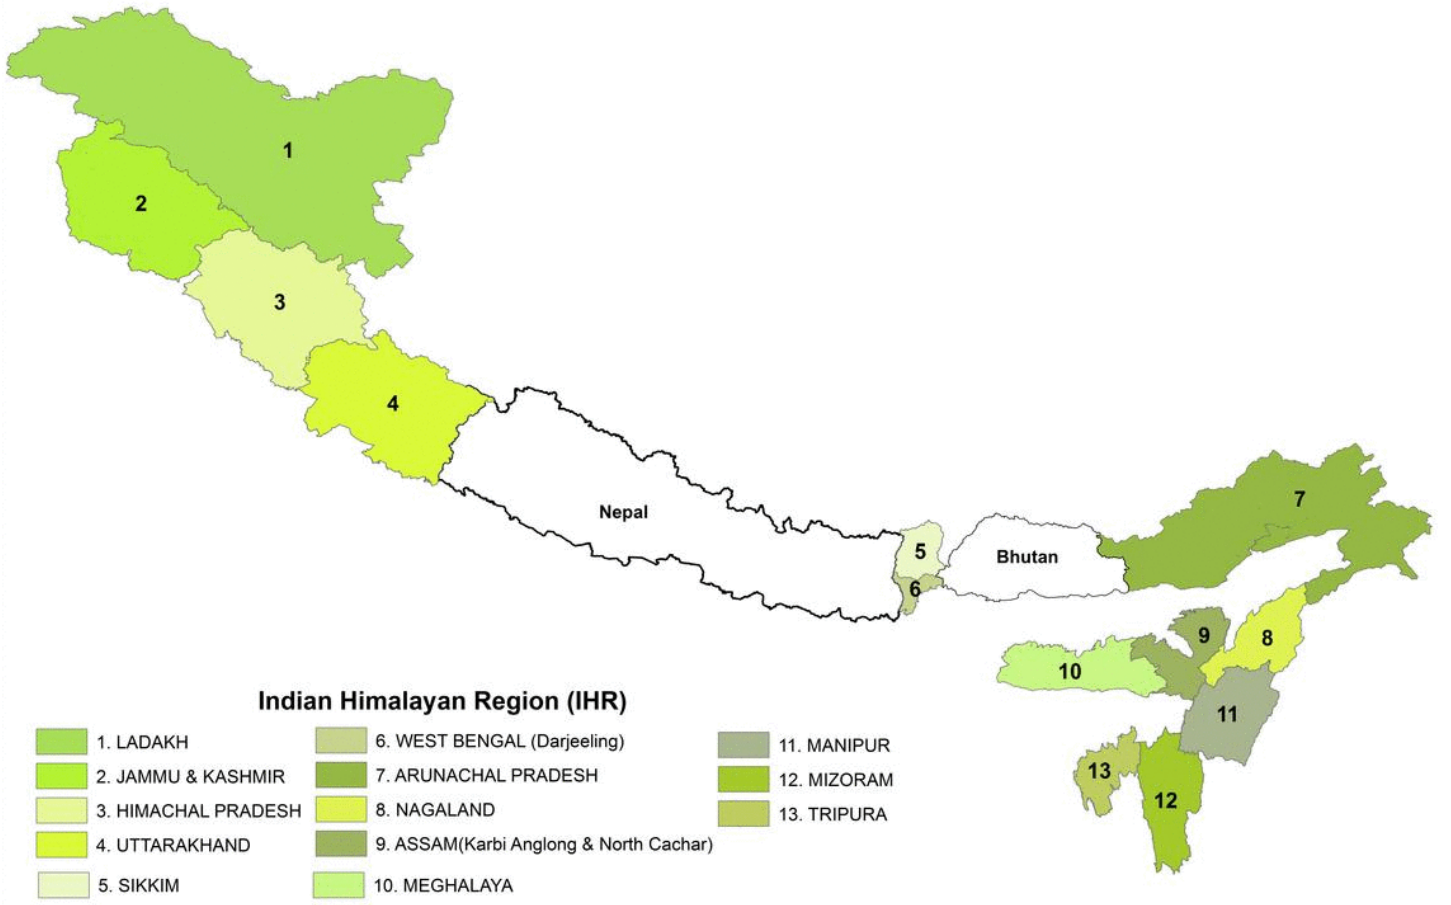 1
2
3
4
Nepal
5
6
Bhutan
7
8
9
10
11
12
13
Indian Himalayan Region (IHR)
1. LADAKH
2. JAMMU & KASHMIR
3. HIMACHAL PRADESH
4. UTTARAKHAND
5. SIKKIM
6. WEST BENGAL (Darjeeling)
7. ARUNACHAL PRADESH
8. NAGALAND
9. ASSAM(Karbi Anglong & North Cachar)
10. MEGHALAYA
11. MANIPUR
12. MIZORAM
13. TRIPURA